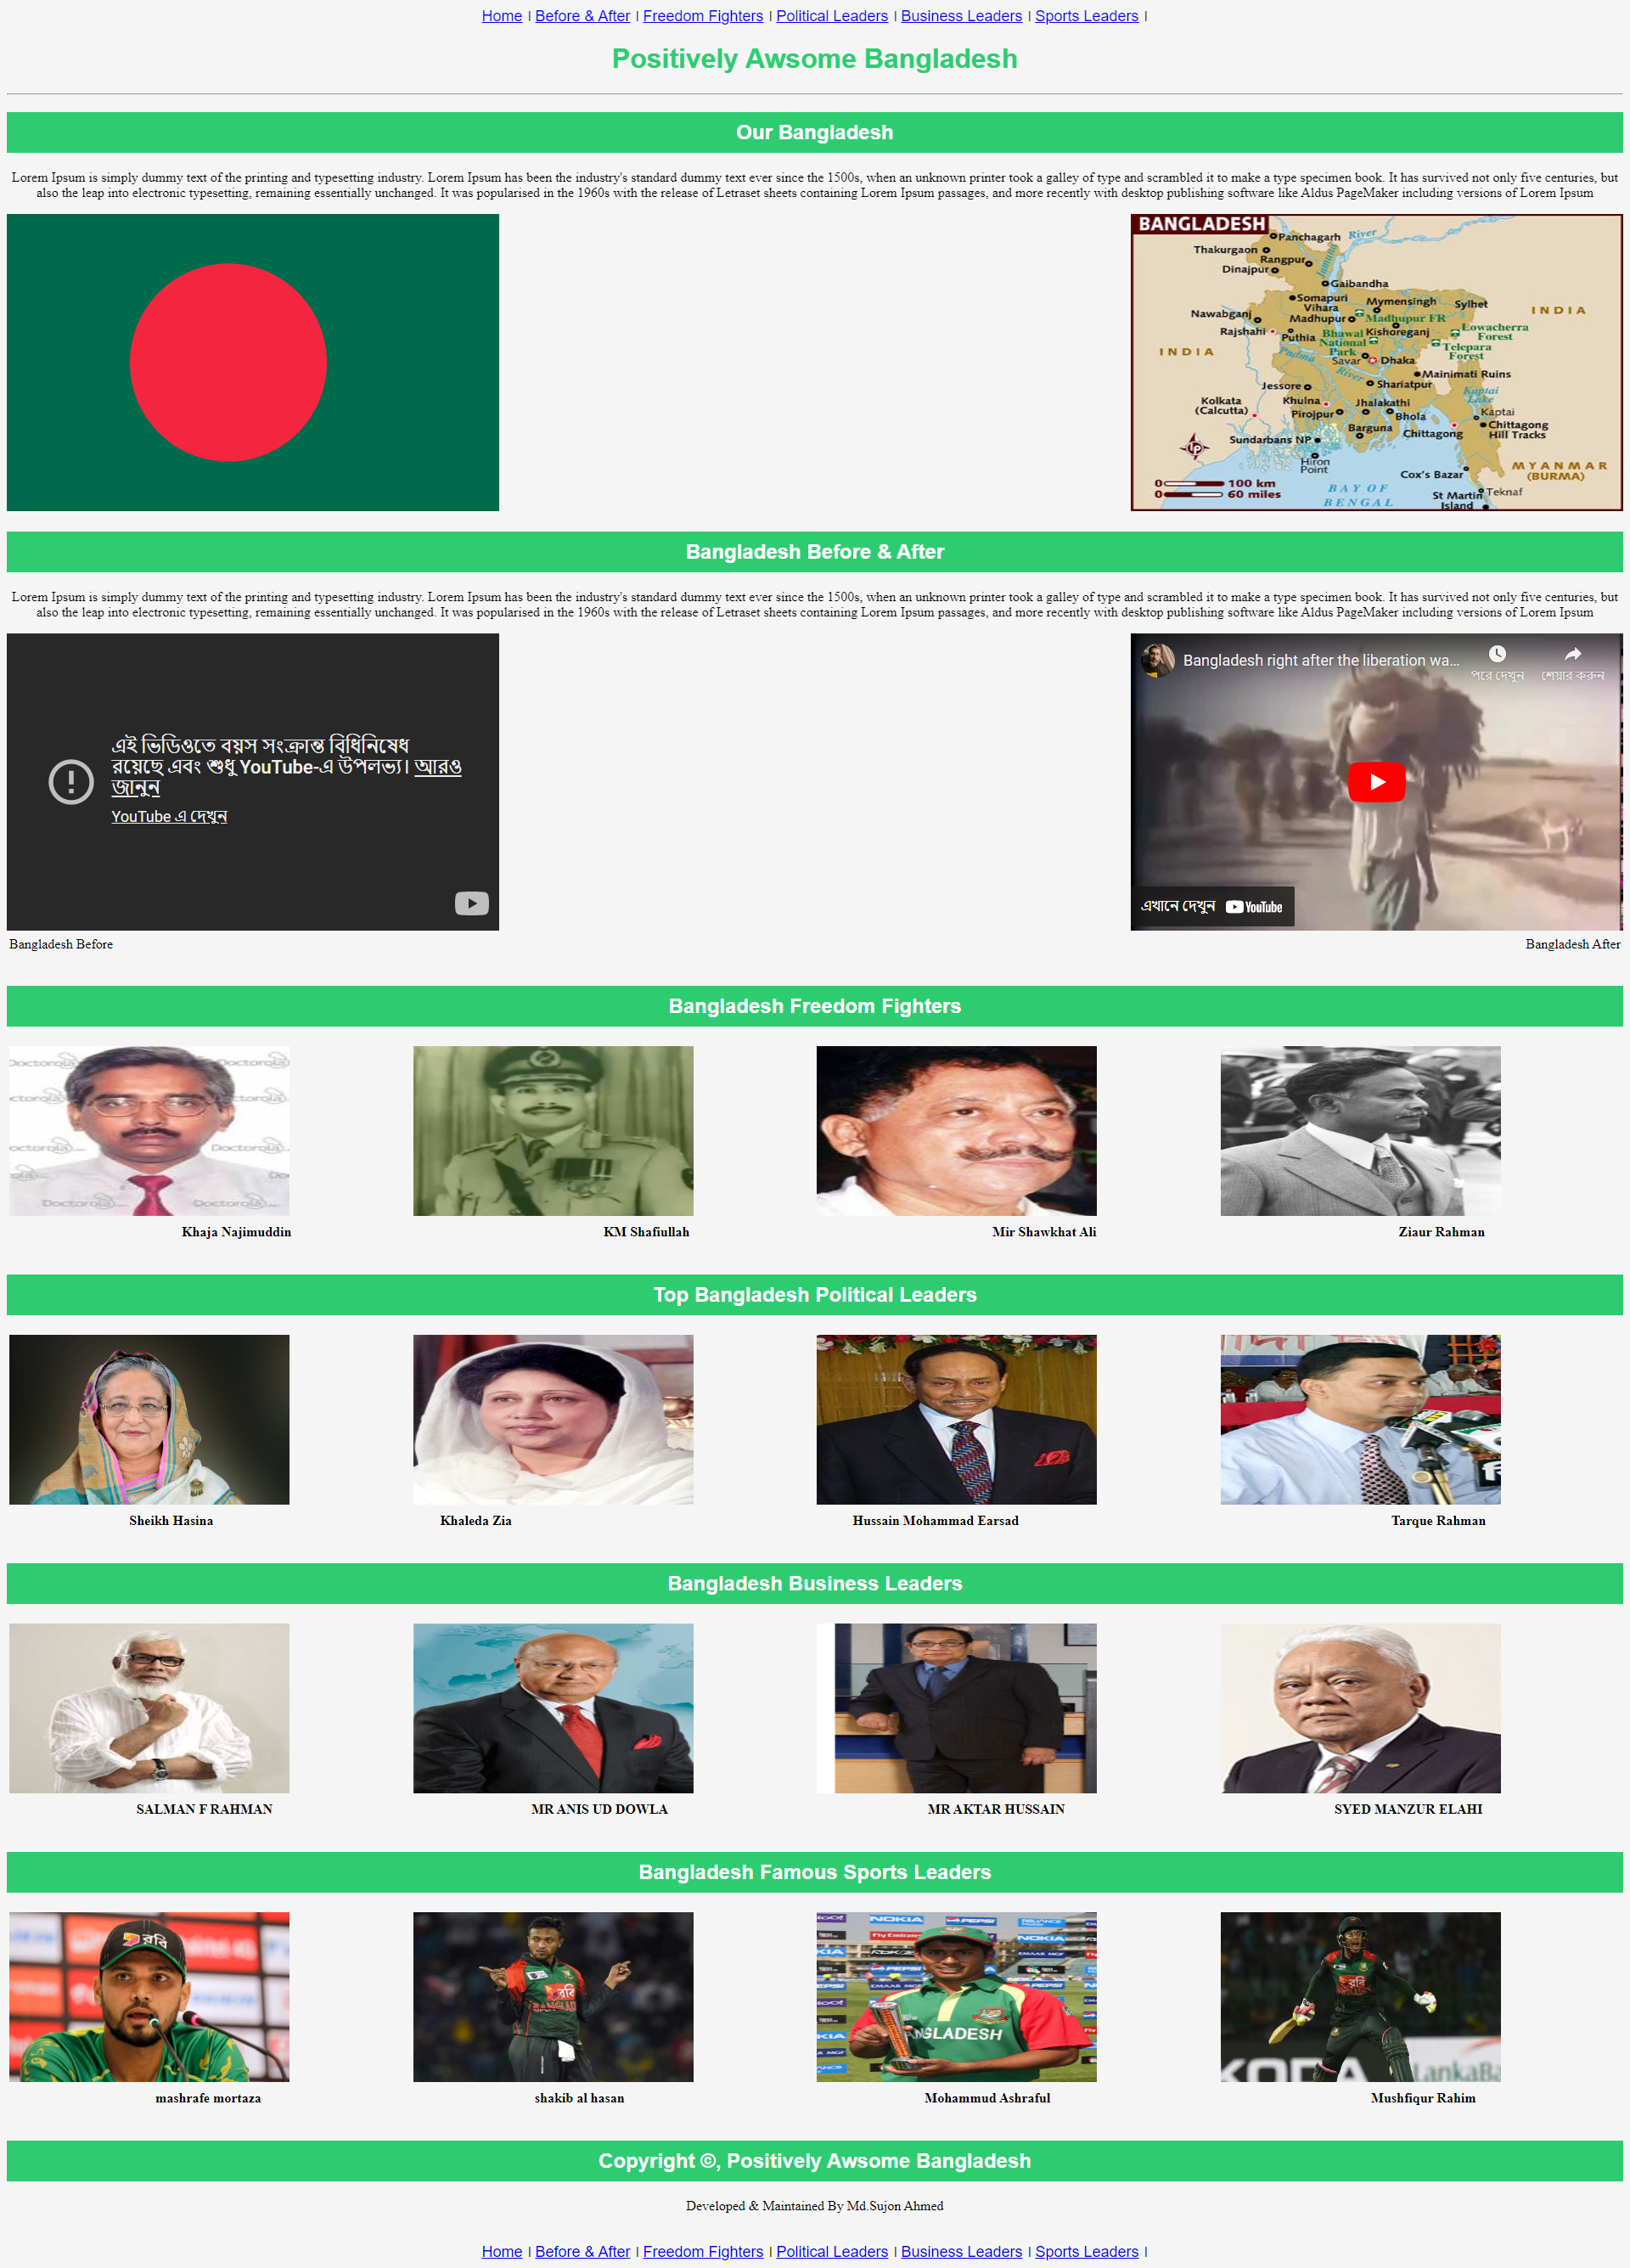 Home | Before & After | Freedom Fighters | Political Leaders | Business Leaders | Sports Leaders |
Positively Awsome Bangladesh
Our Bangladesh
Lorem Ipsum is simply dummy text of the printing and typesetting industry. Lorem Ipsum has been the industry's standard dummy text ever since the 1500s, when an unknown printer took a galley of type and scrambled it to make a type specimen book. It has survived not only five centuries, but
also the leap into electronic typesetting, remaining essentially unchanged. It was popularised in the 1960s with the release of Letraset sheets containing Lorem Ipsum passages, and more recently with desktop publishing software like Aldus PageMaker including versions of Lorem Ipsum
BANGLADESH
Panchagarh
River
Thakurgaon
Rangpur
Dinajpur
Gaibandha
Somapuri
Vihara
Mymensingh
Sylhet
INDIA
Nawabganj
Madhupur
Madhupur FR
Rajshahi
Puthia
Bhawal
National
Park
Kishoreganj
Lowacherra
Forest
Telepara
Forest
INDIA
Padma
River
Savar
Dhaka
Mainimati Ruins
Jessore
Shariatpur
Kaptai
Lake
Kolkata
(Calcutta)
Khulna
Jhalakathi
Pirojpur
Bhola
Kaptai
Barguna
Chittagong
Chittagong
Hill Tracks
Sundarbans NP
Hiron
Point
Cox's Bazar
MYANMAR
(BURMA)
0 100 km
0 60 miles
BAY OF
BENGAL
St Martin
Island
Teknaf
Bangladesh Before & After
Lorem Ipsum is simply dummy text of the printing and typesetting industry. Lorem Ipsum has been the industry's standard dummy text ever since the 1500s, when an unknown printer took a galley of type and scrambled it to make a type specimen book. It has survived not only five centuries, but
also the leap into electronic typesetting, remaining essentially unchanged. It was popularised in the 1960s with the release of Letraset sheets containing Lorem Ipsum passages, and more recently with desktop publishing software like Aldus PageMaker including versions of Lorem Ipsum
এই ভিডিওতে বয়স সংক্রান্ত বিধিনিষেধ
রয়েছে এবং শুধু YouTube-এ উপলভ্য। আরও
জানুন
YouTube এ দেখুন
Bangladesh right after the liberation wa...
পরে দেখুন
শেয়ার করুন
এখানে দেখুন YouTube
Bangladesh Before
Bangladesh After
Bangladesh Freedom Fighters
Doctorola
Doctorola
Doctorola
Khaja Najimuddin
KM Shafiullah
Mir Shawkhat Ali
Ziaur Rahman
Top Bangladesh Political Leaders
Sheikh Hasina
Khaleda Zia
Hussain Mohammad Earsad
Tarque Rahman
Bangladesh Business Leaders
SALMAN F RAHMAN
MR ANIS UD DOWLA
MR AKTAR HUSSAIN
SYED MANZUR ELAHI
Bangladesh Famous Sports Leaders
রবি
রবি
NOKIA
PEPSI
Fly Emirates
NOKIA
EMAAR MGF
PEPSI
ANGLADESH
রবি
KODA
LankaBa
mashrafe mortaza
shakib al hasan
Mohammud Ashraful
Mushfiqur Rahim
Copyright ©, Positively Awsome Bangladesh
Developed & Maintained By Md.Sujon Ahmed
Home | Before & After | Freedom Fighters | Political Leaders | Business Leaders | Sports Leaders |